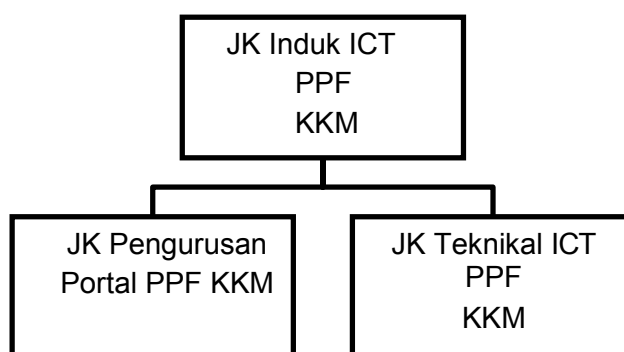 JK Induk ICT
PPF
KKM
JK Pengurusan
Portal PPF KKM
JK Teknikal ICT
PPF
KKM